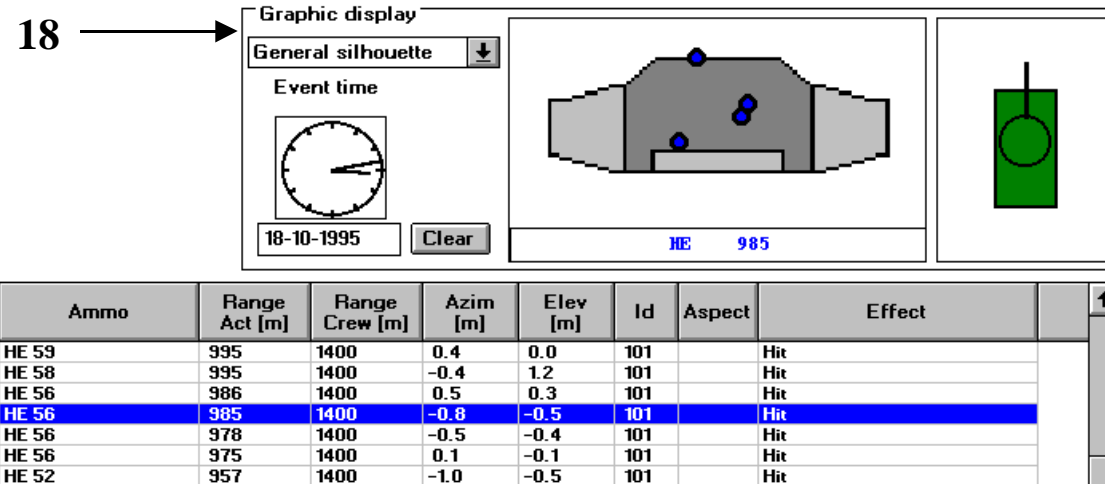 Graphic display
18
General silhouette
Event time
18-10-1995 Clear
HE 985
Ammo Range Act [m] Range Crew [m] Azim [m] Elev [m] Id Aspect Effect
HE 59 995 1400 0.4 0.0 101 Hit
HE 58 995 1400 -0.4 1.2 101 Hit
HE 56 986 1400 0.5 0.3 101 Hit
HE 56 985 1400 -0.8 -0.5 101 Hit
HE 56 978 1400 -0.5 -0.4 101 Hit
HE 56 975 1400 0.1 -0.1 101 Hit
HE 52 957 1400 -1.0 -0.5 101 Hit